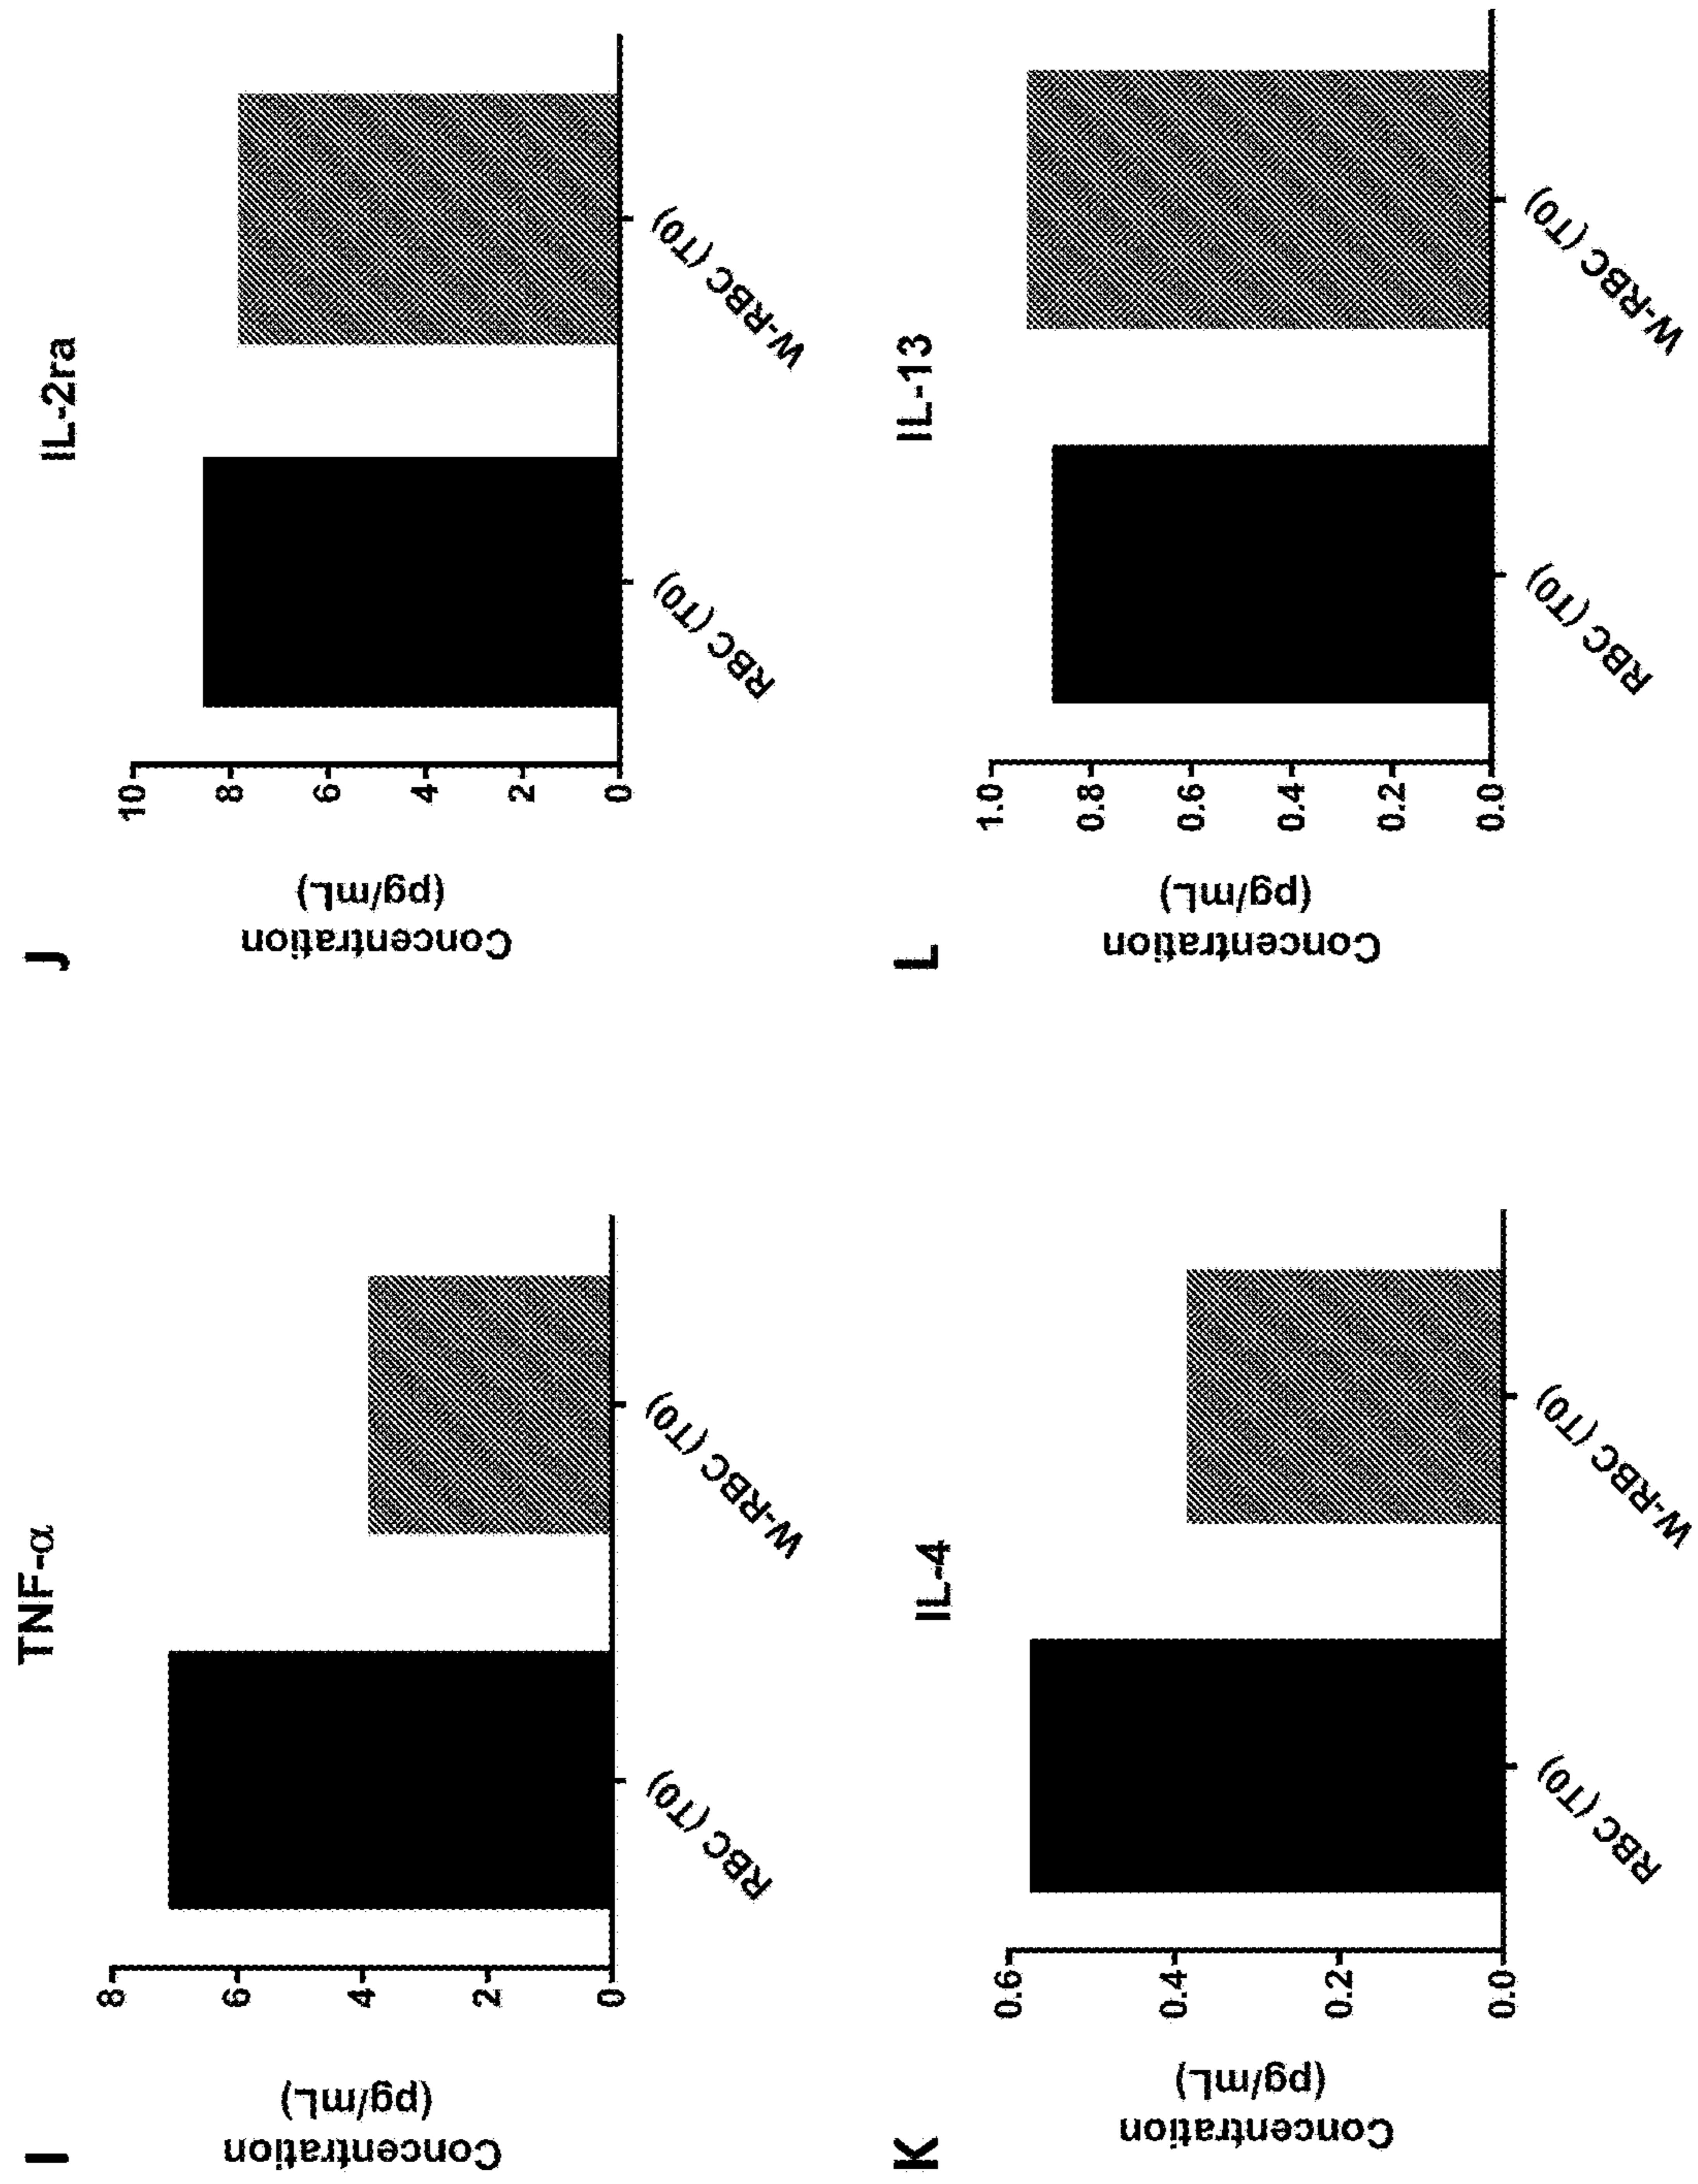 I
TNF-α
Concentration
(pg/mL)
8
6
4
2
0
RBC (T0)
W-RBC (T0)
J
IL-2ra
Concentration
(pg/mL)
10
8
6
4
2
0
RBC (T0)
W-RBC (T0)
K
IL-4
Concentration
(pg/mL)
0.6
0.4
0.2
0.0
RBC (T0)
W-RBC (T0)
L
IL-13
Concentration
(pg/mL)
1.0
0.8
0.6
0.4
0.2
0.0
RBC (T0)
W-RBC (T0)